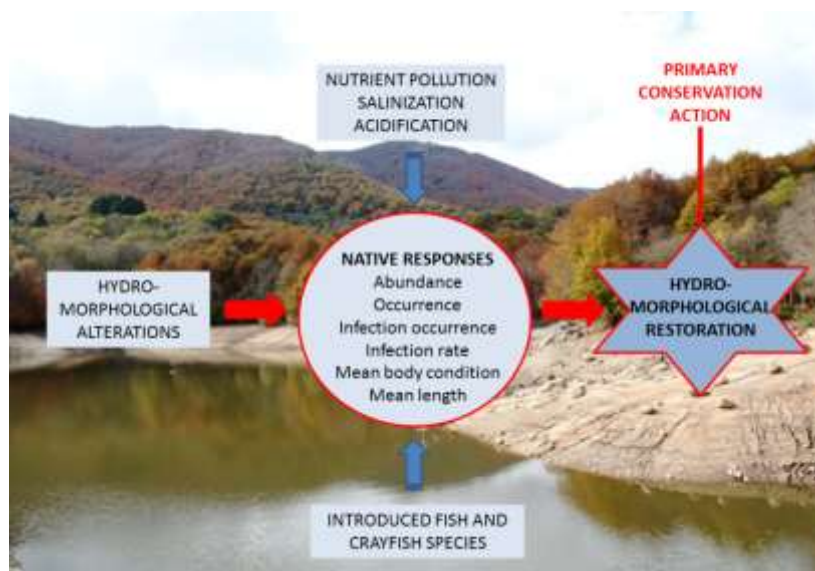 NUTRIENT POLLUTION
SALINIZATION
ACIDIFICATION
PRIMARY
CONSERVATION
ACTION
HYDRO-
MORPHOLOGICAL
ALTERATIONS
NATIVE RESPONSES
Abundance
Occurrence
Infection occurrence
Infection rate
Mean body condition
Mean length
HYDRO-
MORPHOLOGICAL
RESTORATION
INTRODUCED FISH AND
CRAYFISH SPECIES